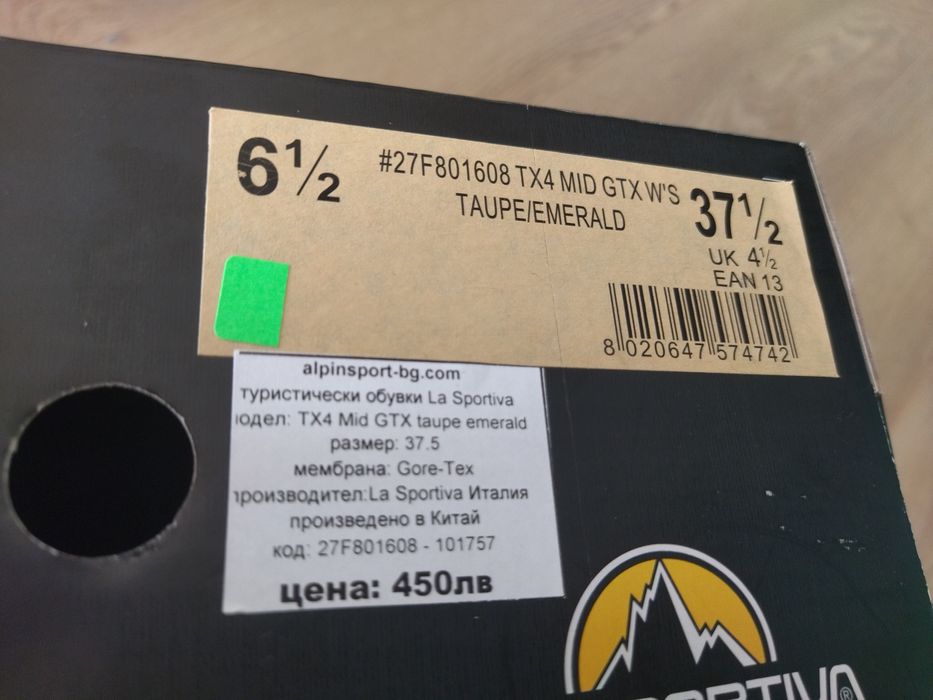 6½
#27F801608 TX4 MID GTX W'S
TAUPE/EMERALD
37½
UK 4½
EAN 13
8 020647 574742
alpinsport-bg.com
туристически обувки La Sportiva
одел: TX4 Mid GTX taupe emerald
размер: 37.5
мембрана: Gore-Tex
производител:La Sportiva Италия
произведено в Китай
код: 27F801608 - 101757
цена: 450лв
SPORTIVA®